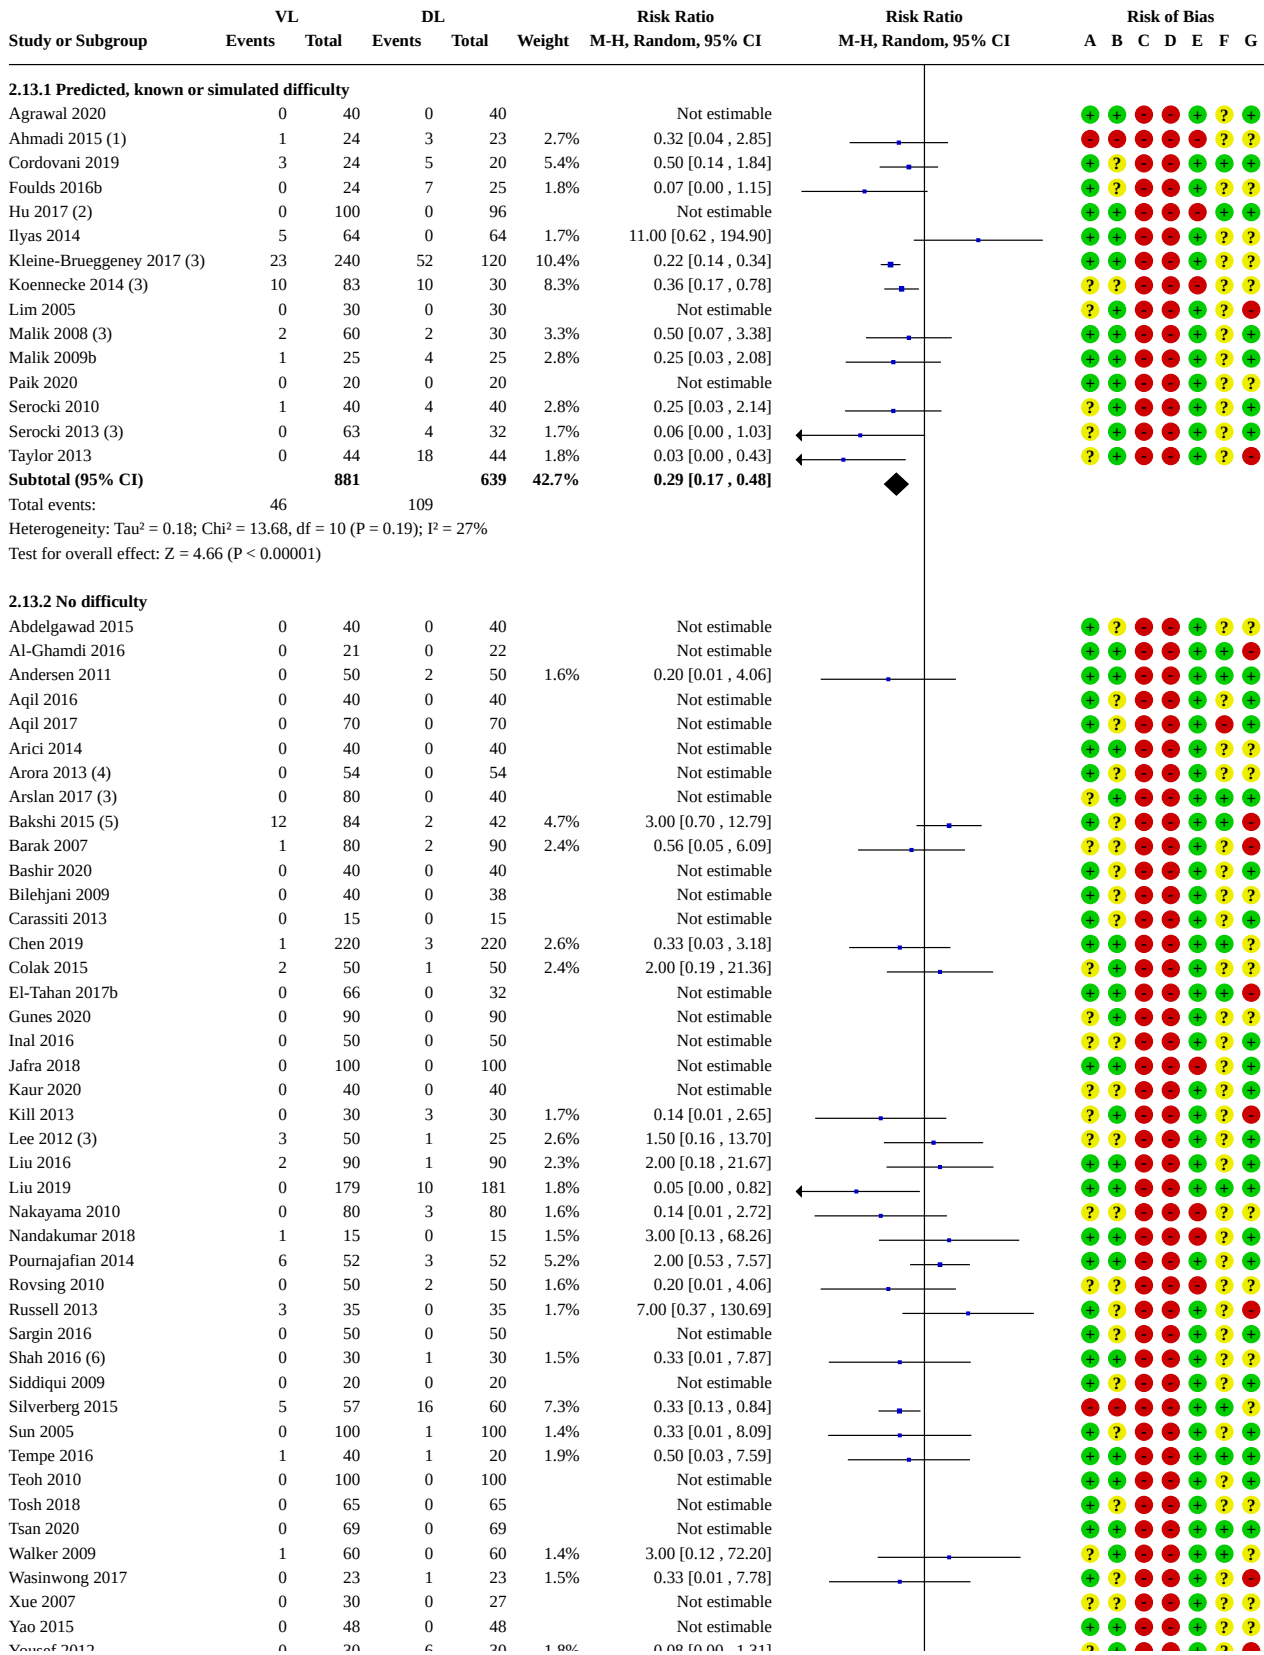 VL DL Risk Ratio Risk Ratio Risk of Bias
Study or Subgroup Events Total Events Total Weight M-H, Random, 95% CI M-H, Random, 95% CI A B C D E F G
2.13.1 Predicted, known or simulated difficulty
Agrawal 2020 0 40 0 40 Not estimable + + - - + ? +
Ahmadi 2015 (1) 1 24 3 23 2.7% 0.32 [0.04 , 2.85] - - - - - ? ?
Cordovani 2019 3 24 5 20 5.4% 0.50 [0.14 , 1.84] + ? - - + + +
Foulds 2016b 0 24 7 25 1.8% 0.07 [0.00 , 1.15] + ? - - + ? ?
Hu 2017 (2) 0 100 0 96 Not estimable + + - - - + +
Ilyas 2014 5 64 0 64 1.7% 11.00 [0.62 , 194.90] + + - - + ? ?
Kleine-Brueggeney 2017 (3) 23 240 52 120 10.4% 0.22 [0.14 , 0.34] + + - - + ? +
Koennecke 2014 (3) 10 83 10 30 8.3% 0.36 [0.17 , 0.78] ? ? - - - ? ?
Lim 2005 0 30 0 30 Not estimable ? + - - + ? -
Malik 2008 (3) 2 60 2 30 3.3% 0.50 [0.07 , 3.38] + + - - + ? +
Malik 2009b 1 25 4 25 2.8% 0.25 [0.03 , 2.08] + + - - + ? +
Paik 2020 0 20 0 20 Not estimable + + - - + ? ?
Serocki 2010 1 40 4 40 2.8% 0.25 [0.03 , 2.14] ? + - - + ? +
Serocki 2013 (3) 0 63 4 32 1.7% 0.06 [0.00 , 1.03] ? + - - + ? +
Taylor 2013 0 44 18 44 1.8% 0.03 [0.00 , 0.43] ? + - - + ? -
Subtotal (95% CI) 881 639 42.7% 0.29 [0.17 , 0.48]
Total events: 46 109
Heterogeneity: Tau² = 0.18; Chi² = 13.68, df = 10 (P = 0.19); I² = 27%
Test for overall effect: Z = 4.66 (P < 0.00001)
2.13.2 No difficulty
Abdelgawad 2015 0 40 0 40 Not estimable + ? - - + ? ?
Al-Ghamdi 2016 0 21 0 22 Not estimable + + - - + + -
Andersen 2011 0 50 2 50 1.6% 0.20 [0.01 , 4.06] + + - - + + +
Aqil 2016 0 40 0 40 Not estimable + ? - - + ? +
Aqil 2017 0 70 0 70 Not estimable + ? - - + - +
Arici 2014 0 40 0 40 Not estimable + + - - + ? ?
Arora 2013 (4) 0 54 0 54 Not estimable + ? - - + ? ?
Arslan 2017 (3) 0 80 0 40 Not estimable ? + - - + + +
Bakshi 2015 (5) 12 84 2 42 4.7% 3.00 [0.70 , 12.79] + ? - - + + -
Barak 2007 1 80 2 90 2.4% 0.56 [0.05 , 6.09] ? ? - - + ? -
Bashir 2020 0 40 0 40 Not estimable + ? - - + ? +
Bilehjani 2009 0 40 0 38 Not estimable + ? - - + ? ?
Carassiti 2013 0 15 0 15 Not estimable + ? - - + ? +
Chen 2019 1 220 3 220 2.6% 0.33 [0.03 , 3.18] + + - - + + ?
Colak 2015 2 50 1 50 2.4% 2.00 [0.19 , 21.36] ? + - - + ? ?
El-Tahan 2017b 0 66 0 32 Not estimable + + - - + + -
Gunes 2020 0 90 0 90 Not estimable ? + - - + ? ?
Inal 2016 0 50 0 50 Not estimable ? ? - - + ? +
Jafra 2018 0 100 0 100 Not estimable + + - - - ? +
Kaur 2020 0 40 0 40 Not estimable ? ? - - + ? +
Kill 2013 0 30 3 30 1.7% 0.14 [0.01 , 2.65] ? + - - + ? -
Lee 2012 (3) 3 50 1 25 2.6% 1.50 [0.16 , 13.70] ? ? - - + ? +
Liu 2016 2 90 1 90 2.3% 2.00 [0.18 , 21.67] + + - - + ? +
Liu 2019 0 179 10 181 1.8% 0.05 [0.00 , 0.82] + + - - + + +
Nakayama 2010 0 80 3 80 1.6% 0.14 [0.01 , 2.72] ? ? - - - ? ?
Nandakumar 2018 1 15 0 15 1.5% 3.00 [0.13 , 68.26] + + - - - ? +
Pournajafian 2014 6 52 3 52 5.2% 2.00 [0.53 , 7.57] + + - - + ? +
Rovsing 2010 0 50 2 50 1.6% 0.20 [0.01 , 4.06] ? ? - - - ? ?
Russell 2013 3 35 0 35 1.7% 7.00 [0.37 , 130.69] + ? - - + ? -
Sargin 2016 0 50 0 50 Not estimable + ? - - + ? +
Shah 2016 (6) 0 30 1 30 1.5% 0.33 [0.01 , 7.87] + + - - + ? ?
Siddiqui 2009 0 20 0 20 Not estimable + ? - - + ? +
Silverberg 2015 5 57 16 60 7.3% 0.33 [0.13 , 0.84] - - - - + + ?
Sun 2005 0 100 1 100 1.4% 0.33 [0.01 , 8.09] + ? - - + ? +
Tempe 2016 1 40 1 20 1.9% 0.50 [0.03 , 7.59] + ? - - + + +
Teoh 2010 0 100 0 100 Not estimable + + - - + ? +
Tosh 2018 0 65 0 65 Not estimable + ? - - + ? ?
Tsan 2020 0 69 0 69 Not estimable + + - - + + +
Walker 2009 1 60 0 60 1.4% 3.00 [0.12 , 72.20] ? + - - + + ?
Wasinwong 2017 0 23 1 23 1.5% 0.33 [0.01 , 7.78] + ? - - + ? -
Xue 2007 0 30 0 27 Not estimable ? ? - - + ? ?
Yao 2015 0 48 0 48 Not estimable + + - - + ? ?
Yousef 2012 0 30 6 30 1.8% 0.08 [0.00 , 1.31] ? + - - + ? -